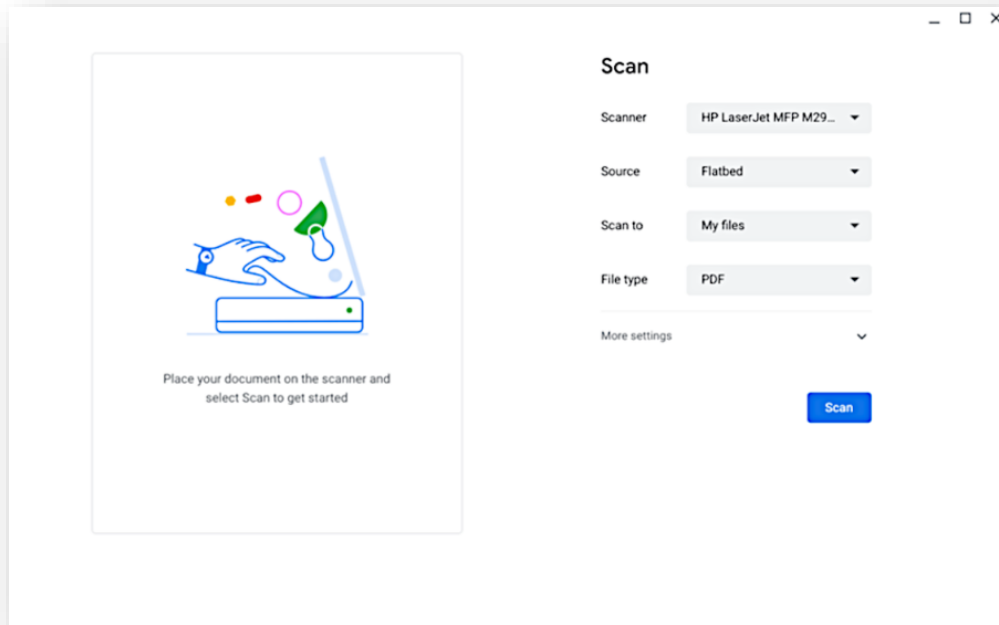 Scan
Scanner HP LaserJet MFP M29...
Source Flatbed
Scan to My files
File type PDF
More settings
Scan
Place your document on the scanner and
select Scan to get started